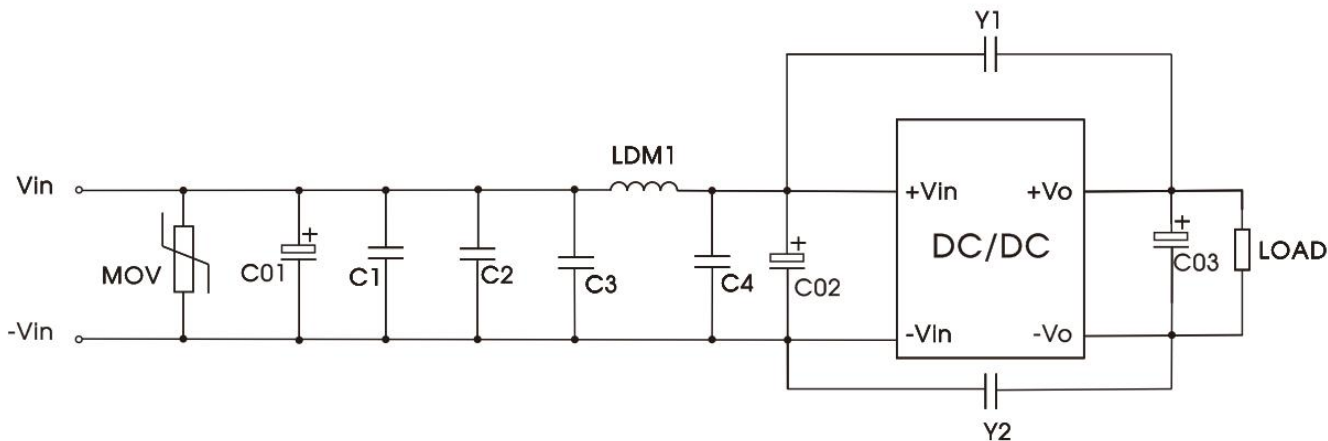 Y1
LDM1
Vin
+Vin
+Vo
DC/DC
MOV
C01
C1
C2
C3
C4
C02
C03
LOAD
-Vin
-Vin
-Vo
Y2